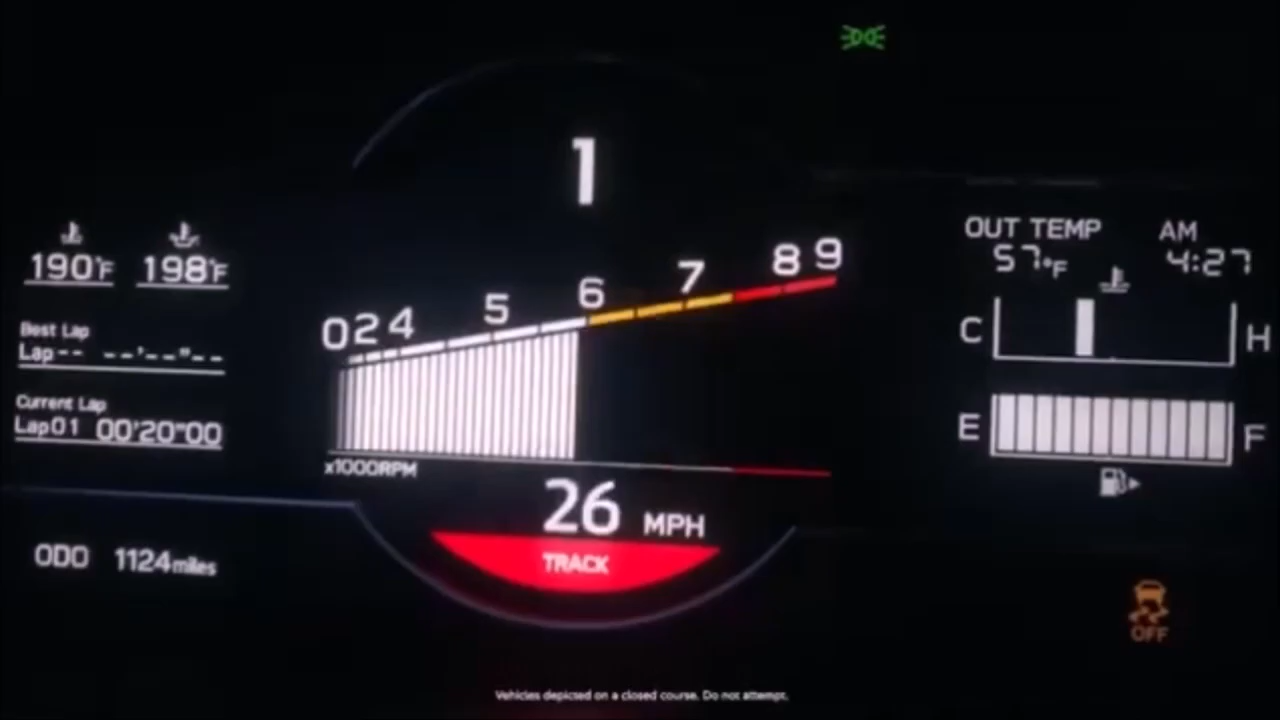 1
190°F 198°F
Best Lap
Lap-- --'--"--
Current Lap
Lap01 00'20"00
0 2 4 5 6 7 8 9
x1000RPM
26 MPH
TRACK
ODO 1124miles
OUT TEMP AM
57°F 4:27
C H
E F
OFF
Vehicles depicted on a closed course. Do not attempt.